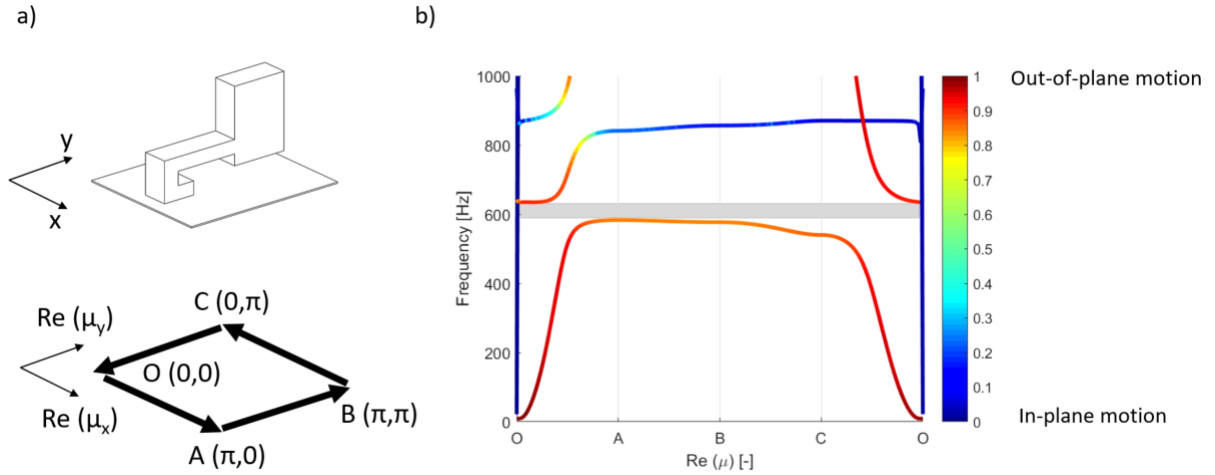 a)
y
x
C (0,π)
Re (μy)
O (0,0)
Re (μx)
B (π,π)
A (π,0)
b)
1000
800
600
400
200
0
Frequency [Hz]
O
A
B
C
O
Re (μ) [-]
1
0.9
0.8
0.7
0.6
0.5
0.4
0.3
0.2
0.1
0
Out-of-plane motion
In-plane motion